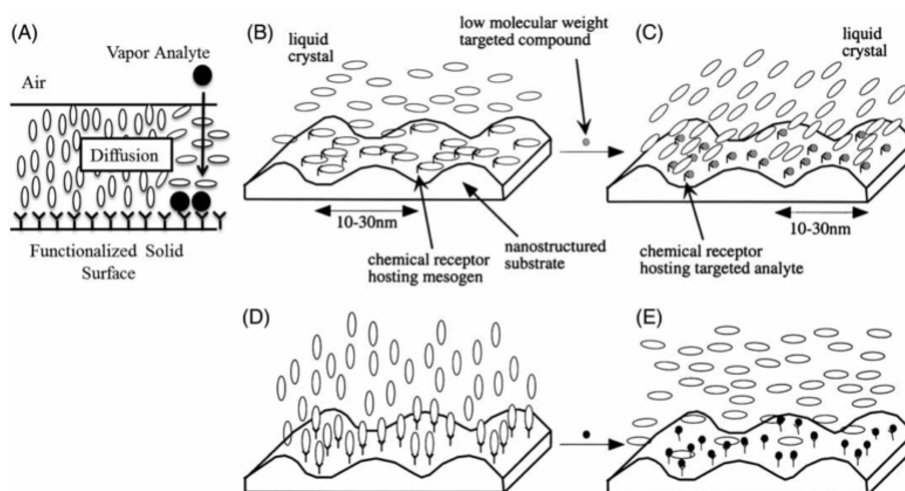 (A)
Vapor Analyte
Air
Diffusion
Functionalized Solid
Surface
(B)
liquid
crystal
low molecular weight
targeted compound
10-30nm
chemical receptor
hosting mesogen
nanostructured
substrate
(C)
liquid
crystal
10-30nm
chemical receptor
hosting targeted analyte
(D)
(E)